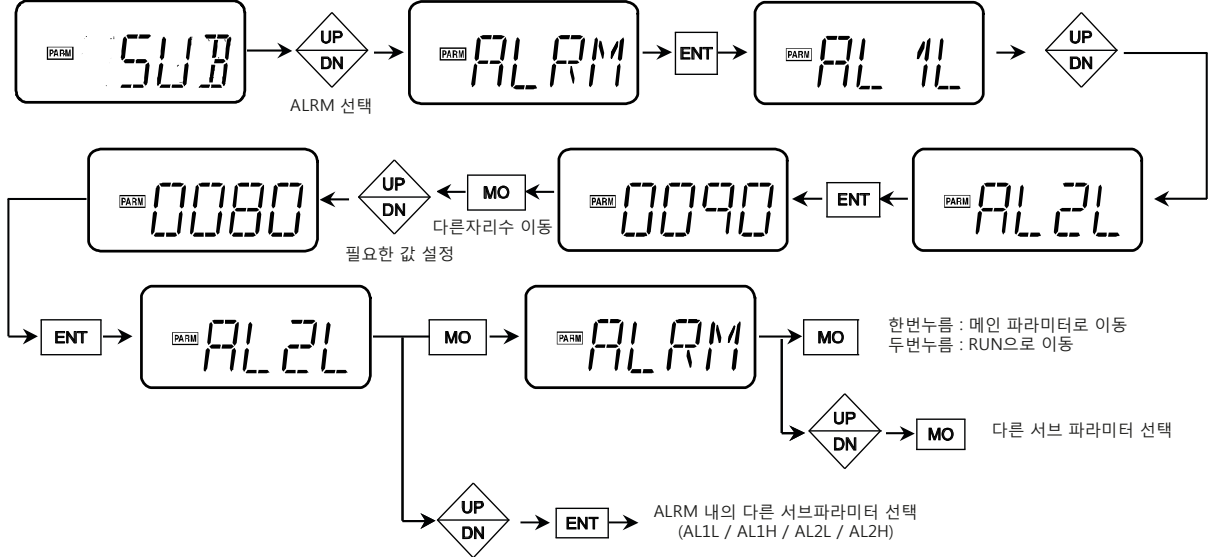 PARM SUB
UP
DN
ALRM 선택
PARM ALRM
ENT
PARM AL 1L
UP
DN
PARM AL2L
ENT
PARM 0090
MO
다른자리수 이동
UP
DN
필요한 값 설정
PARM 0080
ENT
PARM AL2L
MO
PARM ALRM
MO
한번누름 : 메인 파라미터로 이동
두번누름 : RUN으로 이동
UP
DN
MO
다른 서브 파라미터 선택
UP
DN
ENT
ALRM 내의 다른 서브파라미터 선택
(AL1L / AL1H / AL2L / AL2H)